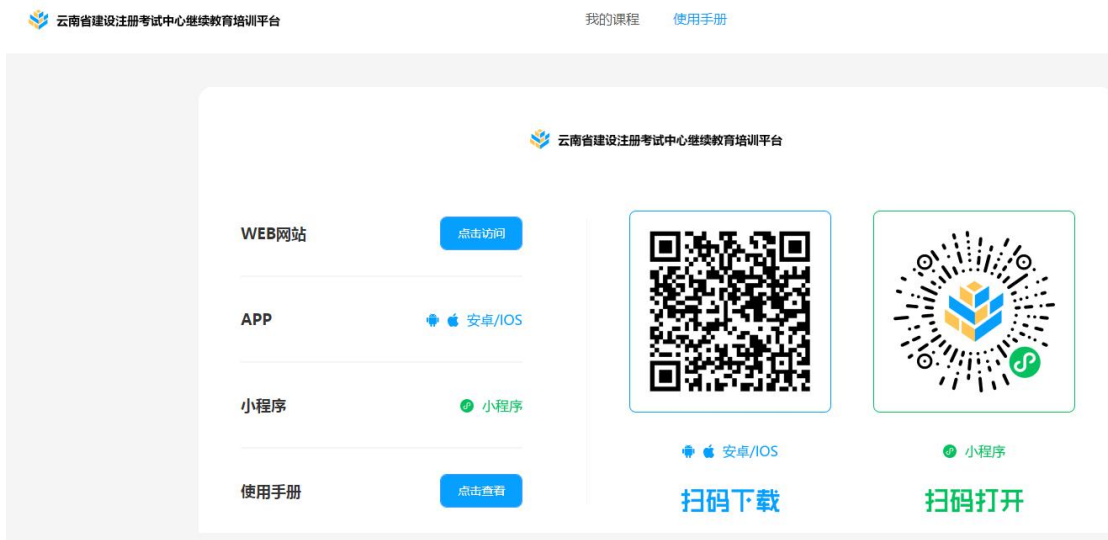 云南省建设注册考试中心继续教育培训平台
我的课程 使用手册
云南省建设注册考试中心继续教育培训平台
WEB网站 点击访问
APP 安卓/IOS
小程序 小程序
使用手册 点击查看
安卓/IOS
扫码下载
小程序
扫码打开